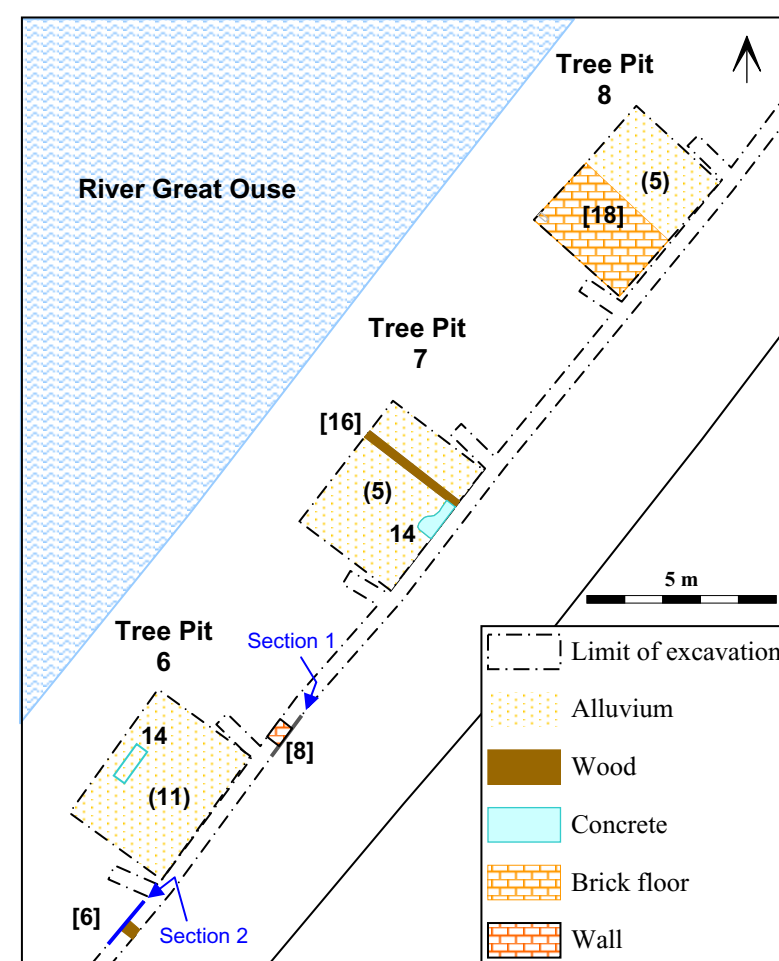 Tree Pit
8
River Great Ouse
(5)
[18]
Tree Pit
7
[16]
(5)
14
5 m
Tree Pit
6
Section 1
14
[8]
(11)
[6]
Section 2
Limit of excavation
Alluvium
Wood
Concrete
Brick floor
Wall